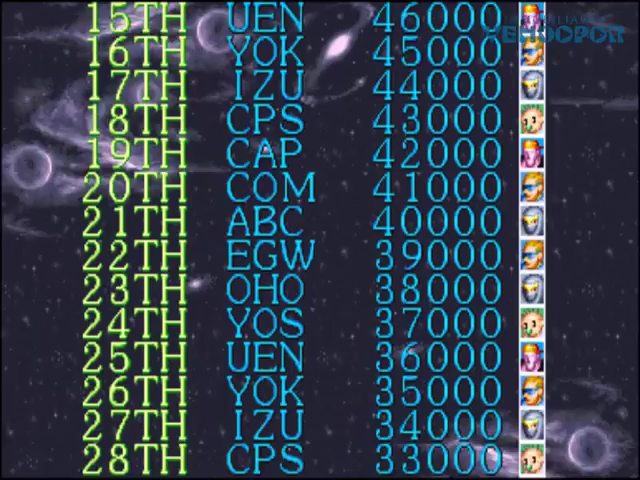 15TH UEN 46000
16TH YOK 45000
17TH IZU 44000
18TH CPS 43000
19TH CAP 42000
20TH COM 41000
21TH ABC 40000
22TH EGW 39000
23TH OHO 38000
24TH YOS 37000
25TH UEN 36000
26TH YOK 35000
27TH IZU 34000
28TH CPS 33000